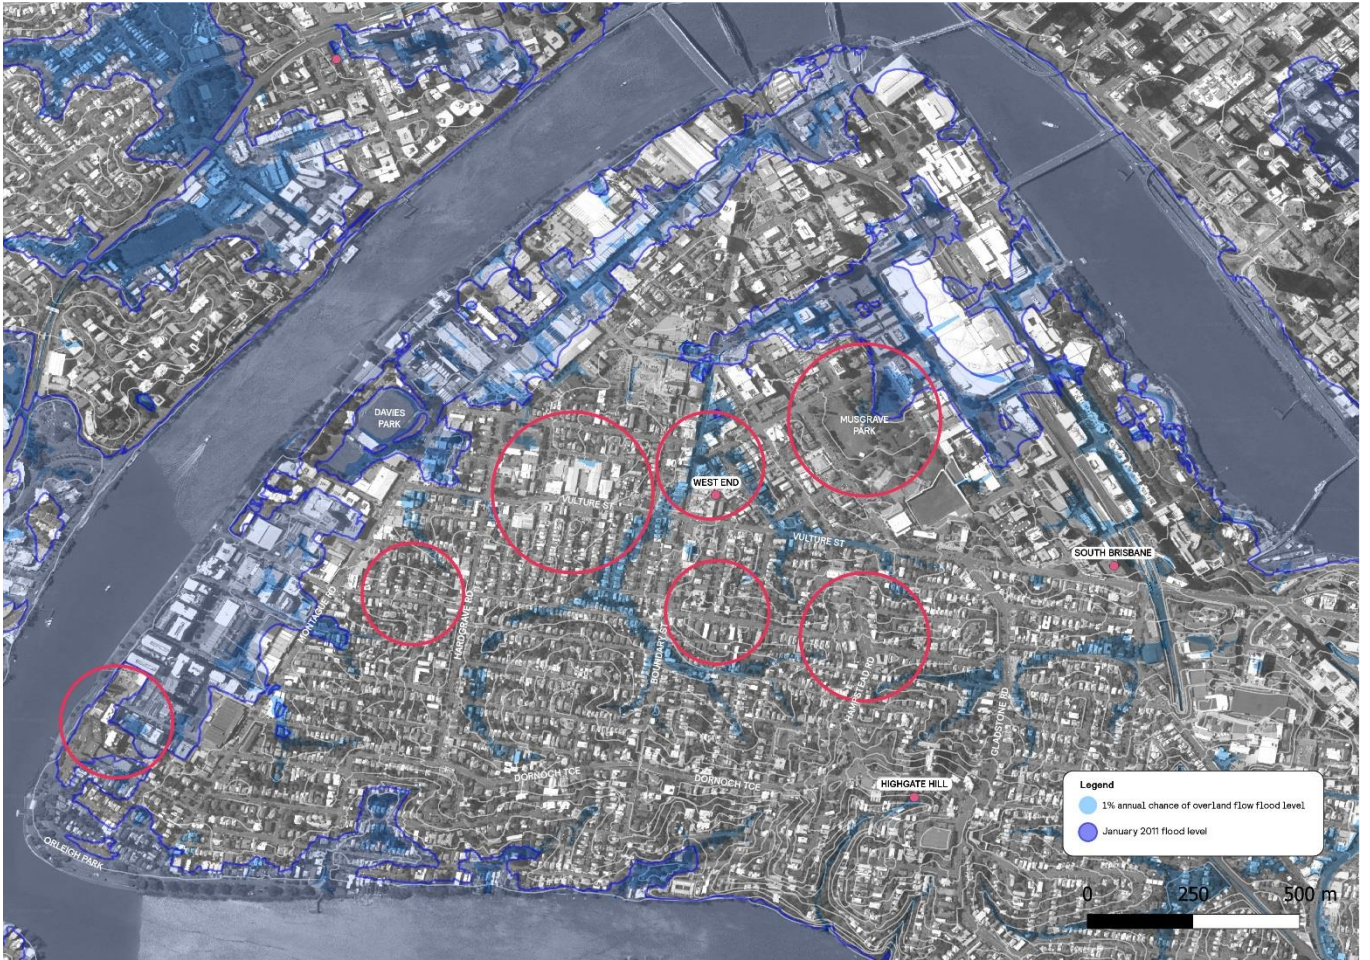 DAVIES
PARK
MUSGRAVE
PARK
WEST END
VULTURE ST
VULTURE ST
SOUTH BRISBANE
MONTAGUE RD
HARDGRAVE RD
BOUNDARY ST
HAMPSTEAD RD
GLADSTONE RD
DORNOCH TCE
DORNOCH TCE
HIGHGATE HILL
ORLEIGH PARK
Legend
1% annual chance of overland flow flood level
January 2011 flood level
0 250 500 m